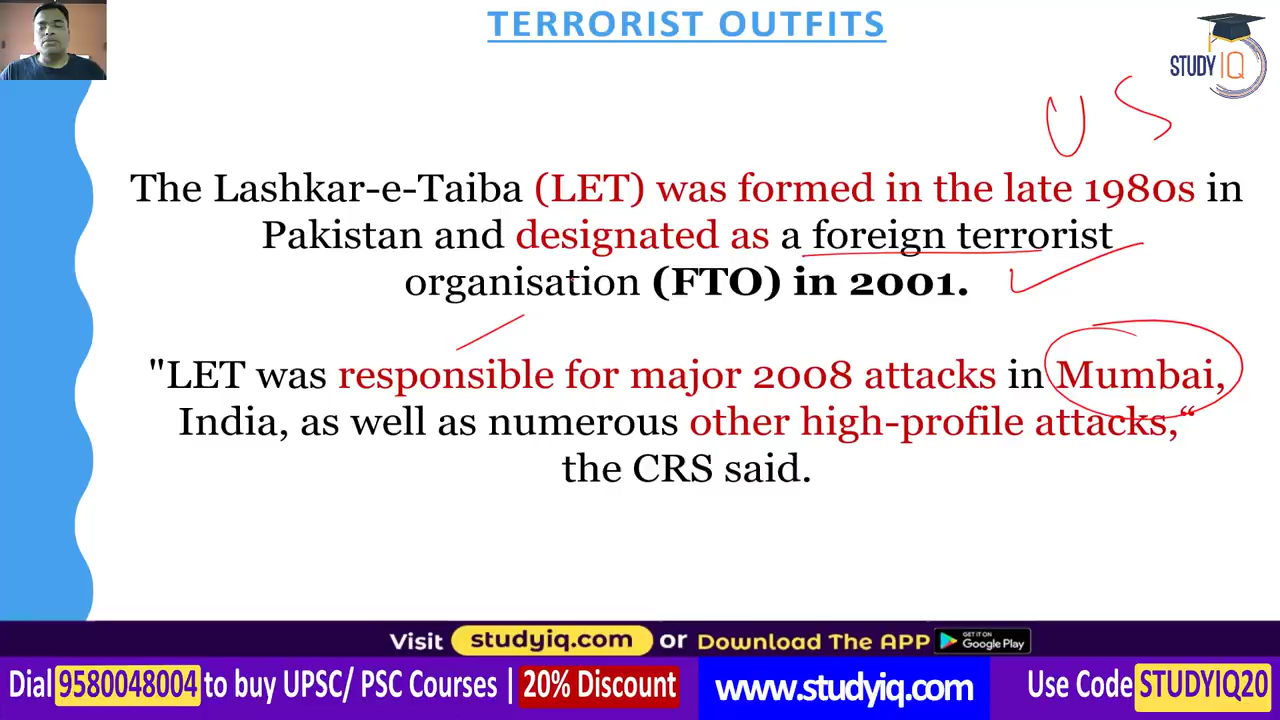 TERRORIST OUTFITS
STUDY IQ
US
The Lashkar-e-Taiba (LET) was formed in the late 1980s in
Pakistan and designated as a foreign terrorist
organisation (FTO) in 2001.
"LET was responsible for major 2008 attacks in Mumbai,
India, as well as numerous other high-profile attacks,“
the CRS said.
Visit studyiq.com or Download The APP GET IT ON Google Play
Dial 9580048004 to buy UPSC/ PSC Courses | 20% Discount www.studyiq.com Use Code STUDYIQ20